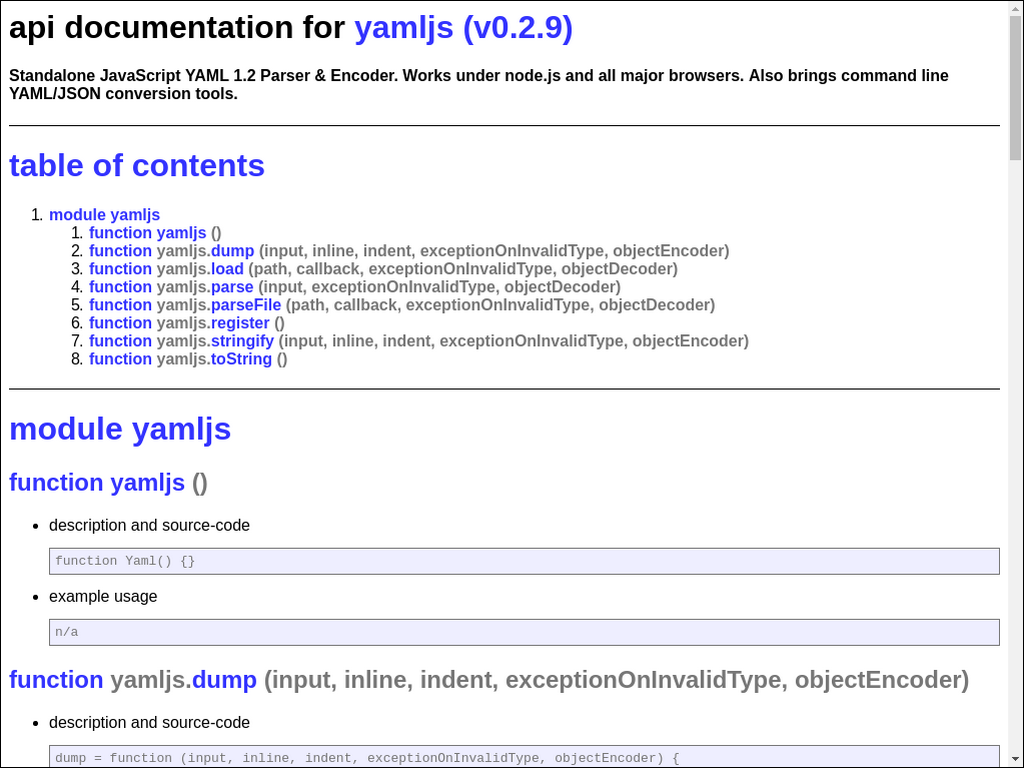 api documentation for yamljs (v0.2.9)
Standalone JavaScript YAML 1.2 Parser & Encoder. Works under node.js and all major browsers. Also brings command line
YAML/JSON conversion tools.
table of contents
1. module yamljs
1. function yamljs ()
2. function yamljs.dump (input, inline, indent, exceptionOnInvalidType, objectEncoder)
3. function yamljs.load (path, callback, exceptionOnInvalidType, objectDecoder)
4. function yamljs.parse (input, exceptionOnInvalidType, objectDecoder)
5. function yamljs.parseFile (path, callback, exceptionOnInvalidType, objectDecoder)
6. function yamljs.register ()
7. function yamljs.stringify (input, inline, indent, exceptionOnInvalidType, objectEncoder)
8. function yamljs.toString ()
module yamljs
function yamljs ()
• description and source-code
function Yaml() {}
• example usage
n/a
function yamljs.dump (input, inline, indent, exceptionOnInvalidType, objectEncoder)
• description and source-code
dump = function (input, inline, indent, exceptionOnInvalidType, objectEncoder) {